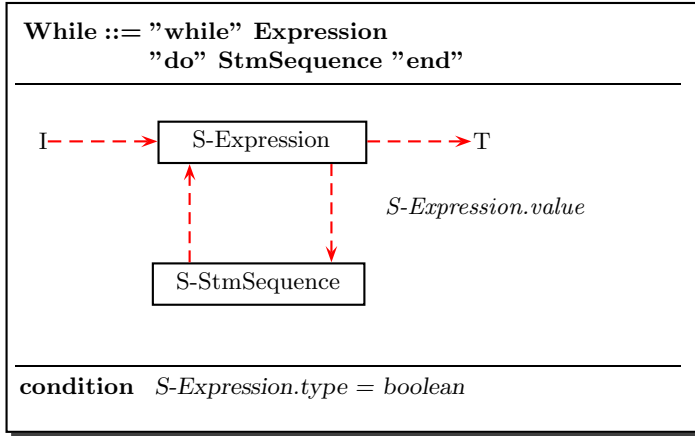 While ::= ”while” Expression
”do” StmSequence ”end”
I
S-Expression
T
S-Expression.value
S-StmSequence
condition S-Expression.type = boolean